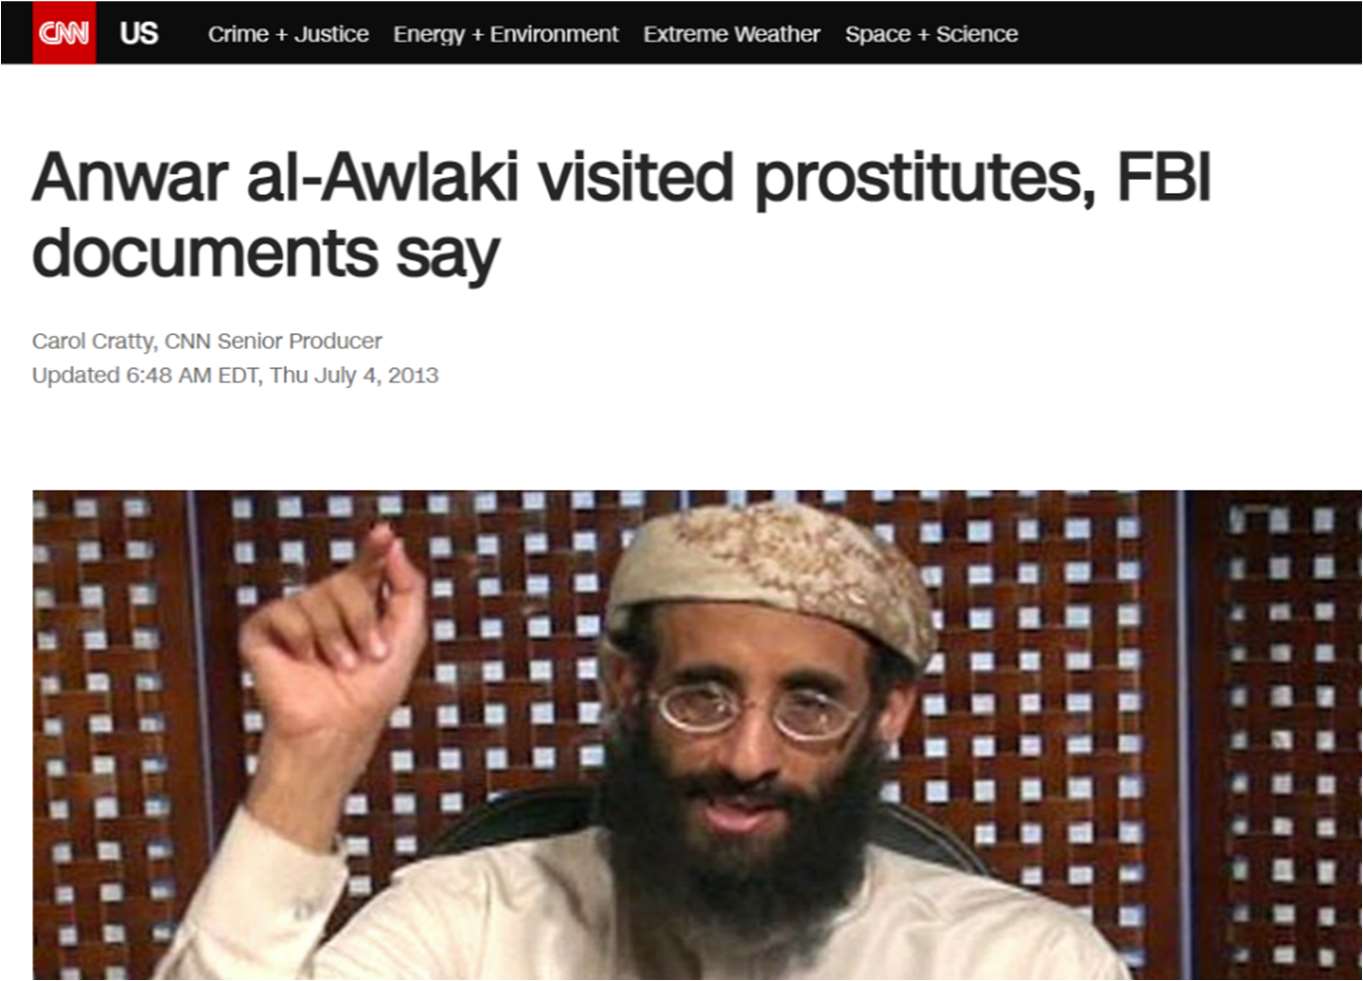 CNN US Crime + Justice Energy + Environment Extreme Weather Space + Science
Anwar al-Awlaki visited prostitutes, FBI
documents say
Carol Cratty, CNN Senior Producer
Updated 6:48 AM EDT, Thu July 4, 2013